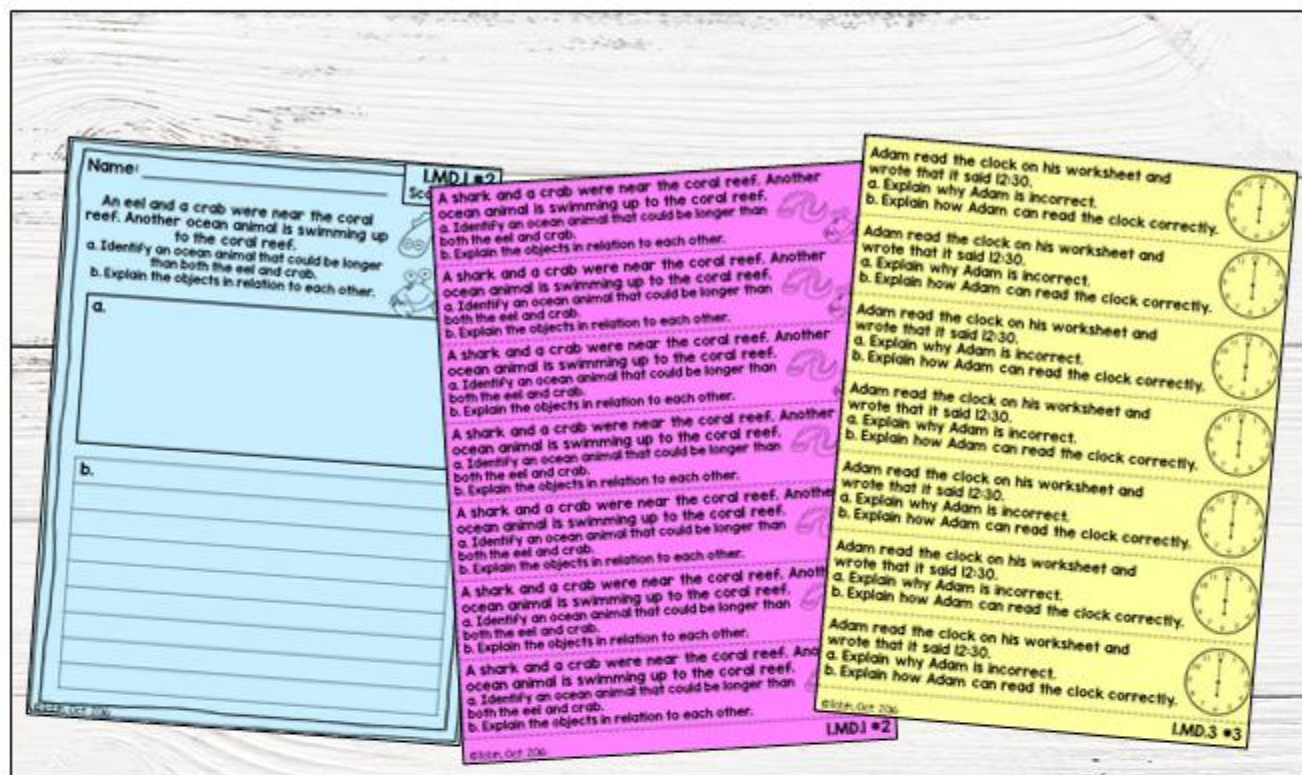 Name:
1.MD.1 #2
An eel and a crab were near the coral
reef. Another ocean animal is swimming up
to the coral reef.
a. Identify an ocean animal that could be longer
than both the eel and crab.
b. Explain the objects in relation to each other.
a.
b.
A shark and a crab were near the coral reef. Another
ocean animal is swimming up to the coral reef.
a. Identify an ocean animal that could be longer than
both the eel and crab.
b. Explain the objects in relation to each other.
A shark and a crab were near the coral reef. Another
ocean animal is swimming up to the coral reef.
a. Identify an ocean animal that could be longer than
both the eel and crab.
b. Explain the objects in relation to each other.
A shark and a crab were near the coral reef. Another
ocean animal is swimming up to the coral reef.
a. Identify an ocean animal that could be longer than
both the eel and crab.
b. Explain the objects in relation to each other.
A shark and a crab were near the coral reef. Another
ocean animal is swimming up to the coral reef.
a. Identify an ocean animal that could be longer than
both the eel and crab.
b. Explain the objects in relation to each other.
A shark and a crab were near the coral reef. Anothe
ocean animal is swimming up to the coral reef.
a. Identify an ocean animal that could be longer than
both the eel and crab.
b. Explain the objects in relation to each other.
A shark and a crab were near the coral reef. Anoth
ocean animal is swimming up to the coral reef.
a. Identify an ocean animal that could be longer than
both the eel and crab.
b. Explain the objects in relation to each other.
A shark and a crab were near the coral reef. Ano
ocean animal is swimming up to the coral reef.
a. Identify an ocean animal that could be longer than
both the eel and crab.
b. Explain the objects in relation to each other.
1.MD.1 #2
Adam read the clock on his worksheet and
wrote that it said 12:30.
a. Explain why Adam is incorrect.
b. Explain how Adam can read the clock correctly.
Adam read the clock on his worksheet and
wrote that it said 12:30.
a. Explain why Adam is incorrect.
b. Explain how Adam can read the clock correctly.
Adam read the clock on his worksheet and
wrote that it said 12:30.
a. Explain why Adam is incorrect.
b. Explain how Adam can read the clock correctly.
Adam read the clock on his worksheet and
wrote that it said 12:30.
a. Explain why Adam is incorrect.
b. Explain how Adam can read the clock correctly.
Adam read the clock on his worksheet and
wrote that it said 12:30.
a. Explain why Adam is incorrect.
b. Explain how Adam can read the clock correctly.
Adam read the clock on his worksheet and
wrote that it said 12:30.
a. Explain why Adam is incorrect.
b. Explain how Adam can read the clock correctly.
Adam read the clock on his worksheet and
wrote that it said 12:30.
a. Explain why Adam is incorrect.
b. Explain how Adam can read the clock correctly.
1.MD.3 #3